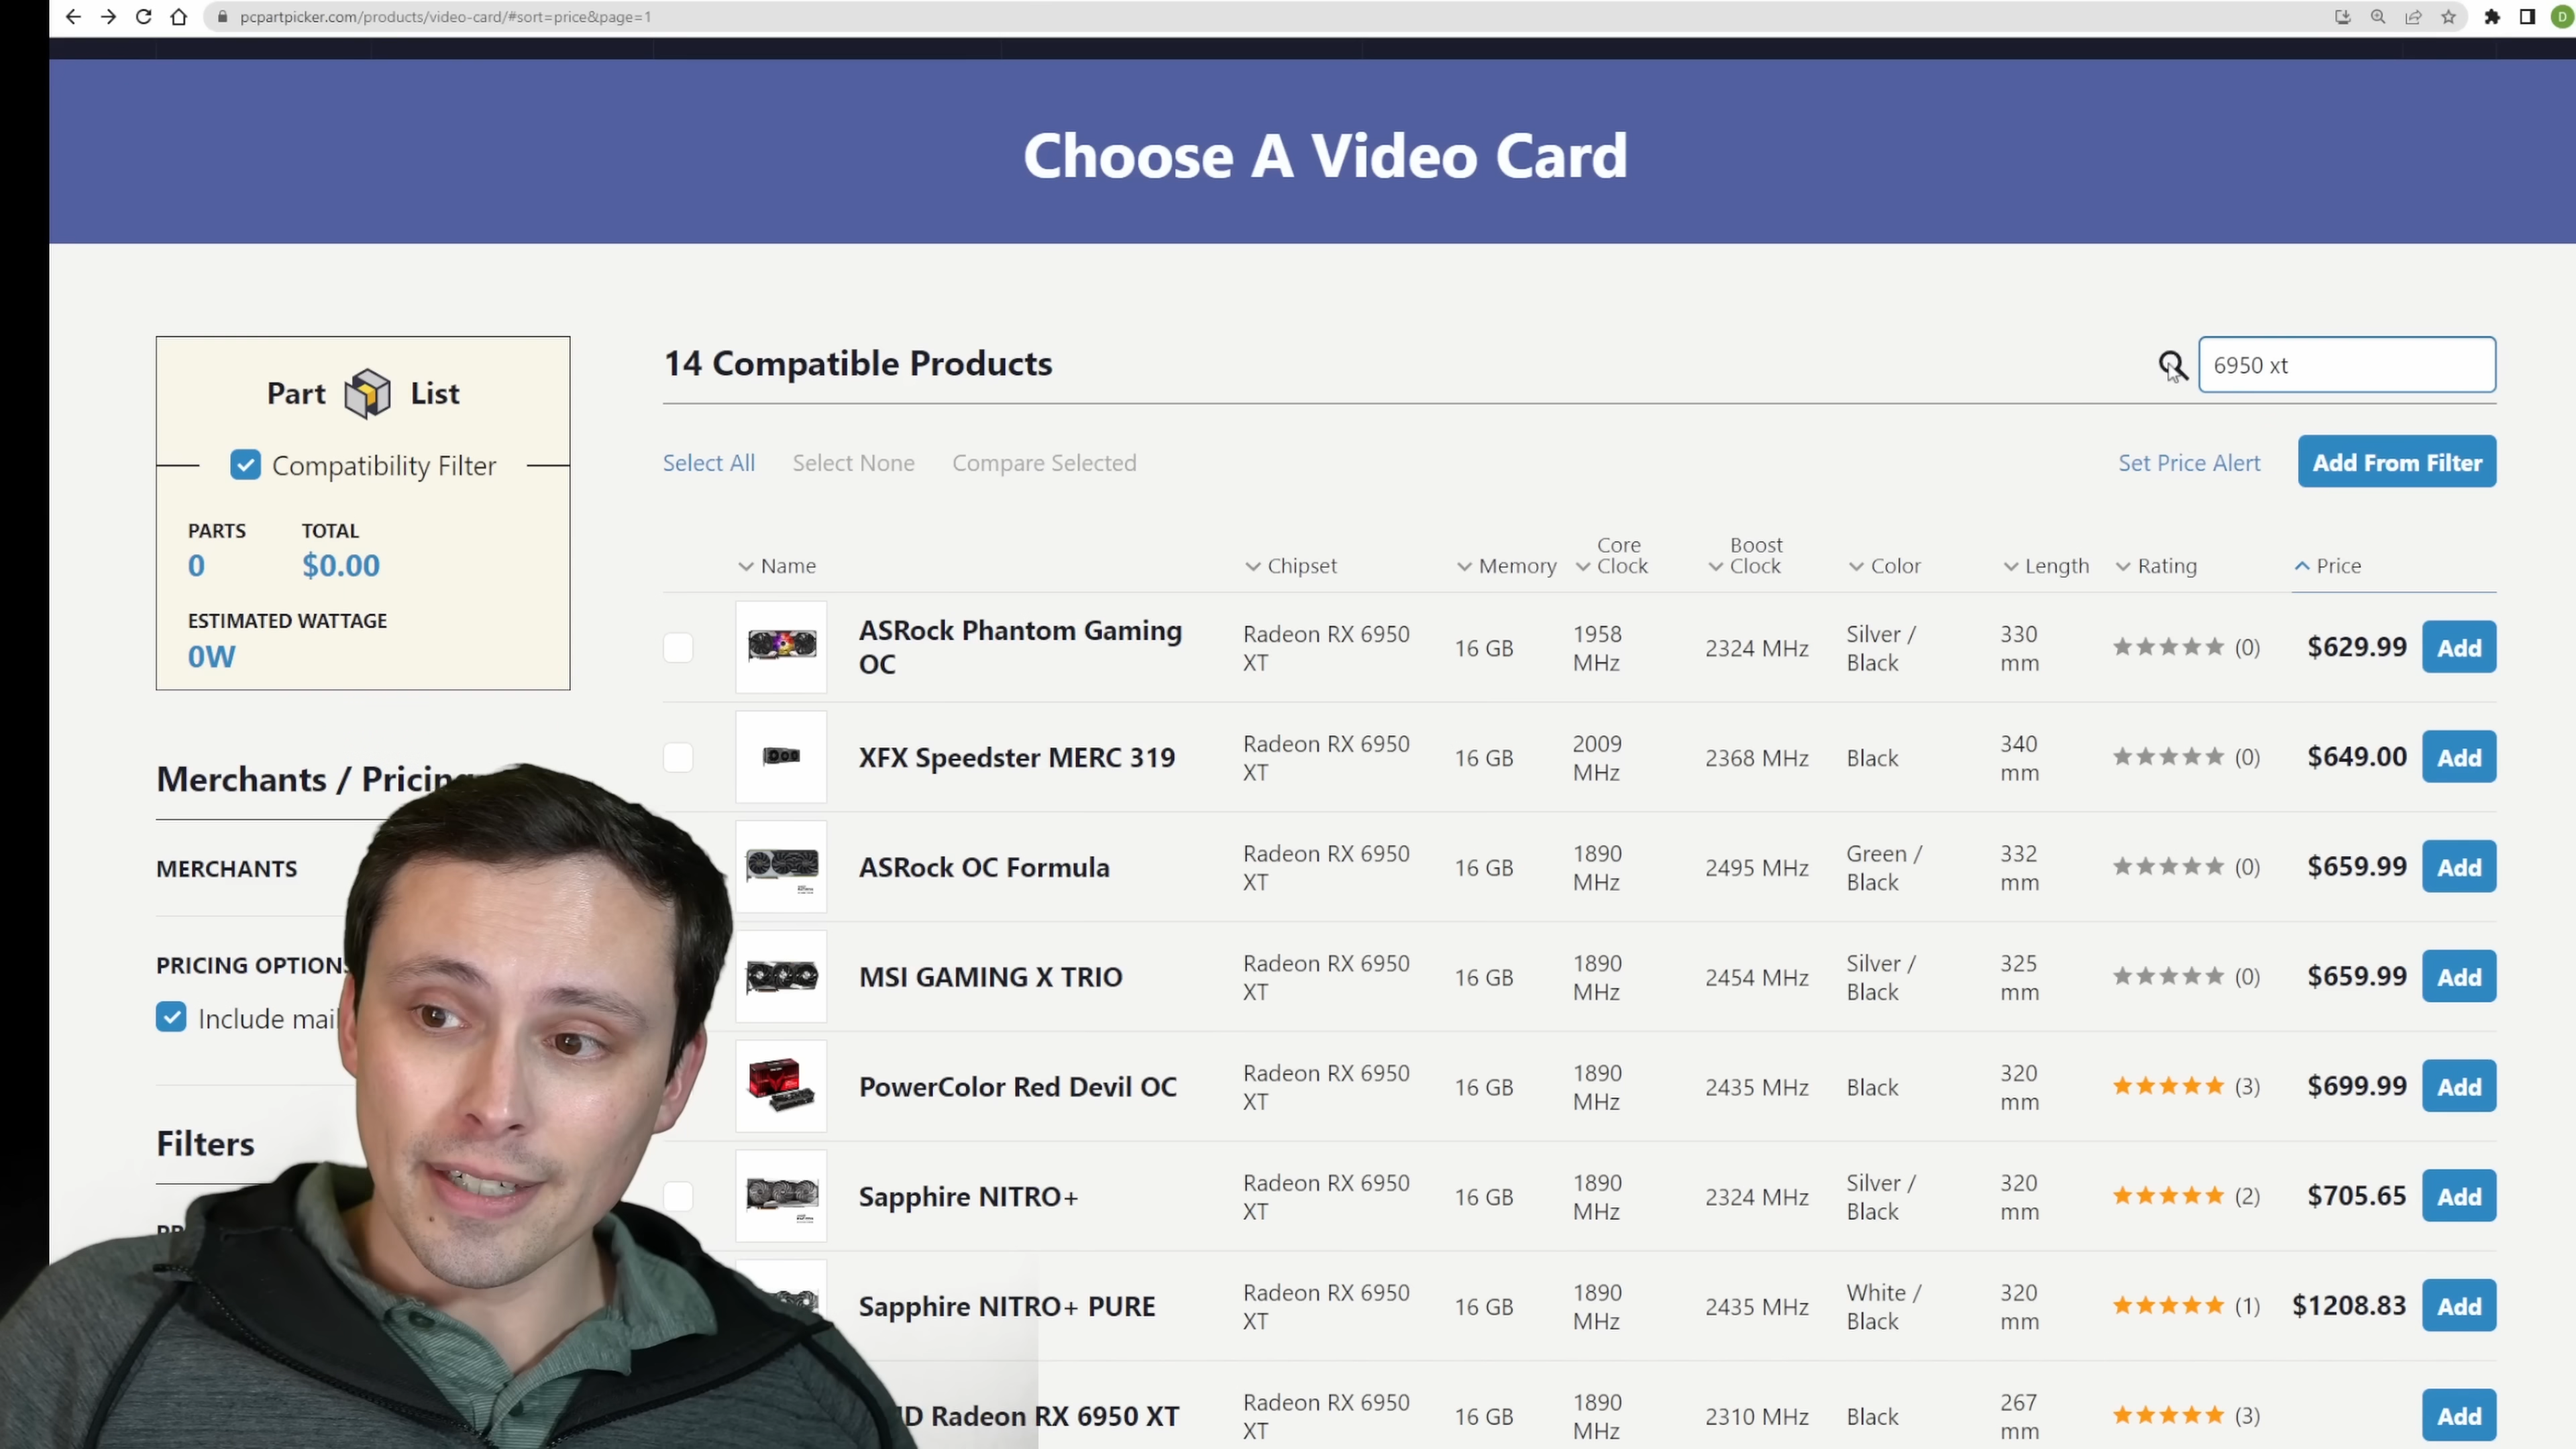 pcpartpicker.com/products/video-card/#sort=price&page=1
D
Choose A Video Card
Part List
Compatibility Filter
PARTS TOTAL
0 $0.00
ESTIMATED WATTAGE
0W
Merchants / Pricing
MERCHANTS
PRICING OPTIONS
Include mai
Filters
14 Compatible Products
6950 xt
Select All Select None Compare Selected Set Price Alert Add From Filter
Name Chipset Memory Core Clock Boost Clock Color Length Rating Price
ASRock Phantom Gaming OC Radeon RX 6950 XT 16 GB 1958 MHz 2324 MHz Silver / Black 330 mm (0) $629.99 Add
XFX Speedster MERC 319 Radeon RX 6950 XT 16 GB 2009 MHz 2368 MHz Black 340 mm (0) $649.00 Add
ASRock OC Formula Radeon RX 6950 XT 16 GB 1890 MHz 2495 MHz Green / Black 332 mm (0) $659.99 Add
MSI GAMING X TRIO Radeon RX 6950 XT 16 GB 1890 MHz 2454 MHz Silver / Black 325 mm (0) $659.99 Add
PowerColor Red Devil OC Radeon RX 6950 XT 16 GB 1890 MHz 2435 MHz Black 320 mm (3) $699.99 Add
Sapphire NITRO+ Radeon RX 6950 XT 16 GB 1890 MHz 2324 MHz Silver / Black 320 mm (2) $705.65 Add
Sapphire NITRO+ PURE Radeon RX 6950 XT 16 GB 1890 MHz 2435 MHz White / Black 320 mm (1) $1208.83 Add
D Radeon RX 6950 XT Radeon RX 6950 XT 16 GB 1890 MHz 2310 MHz Black 267 mm (3) Add